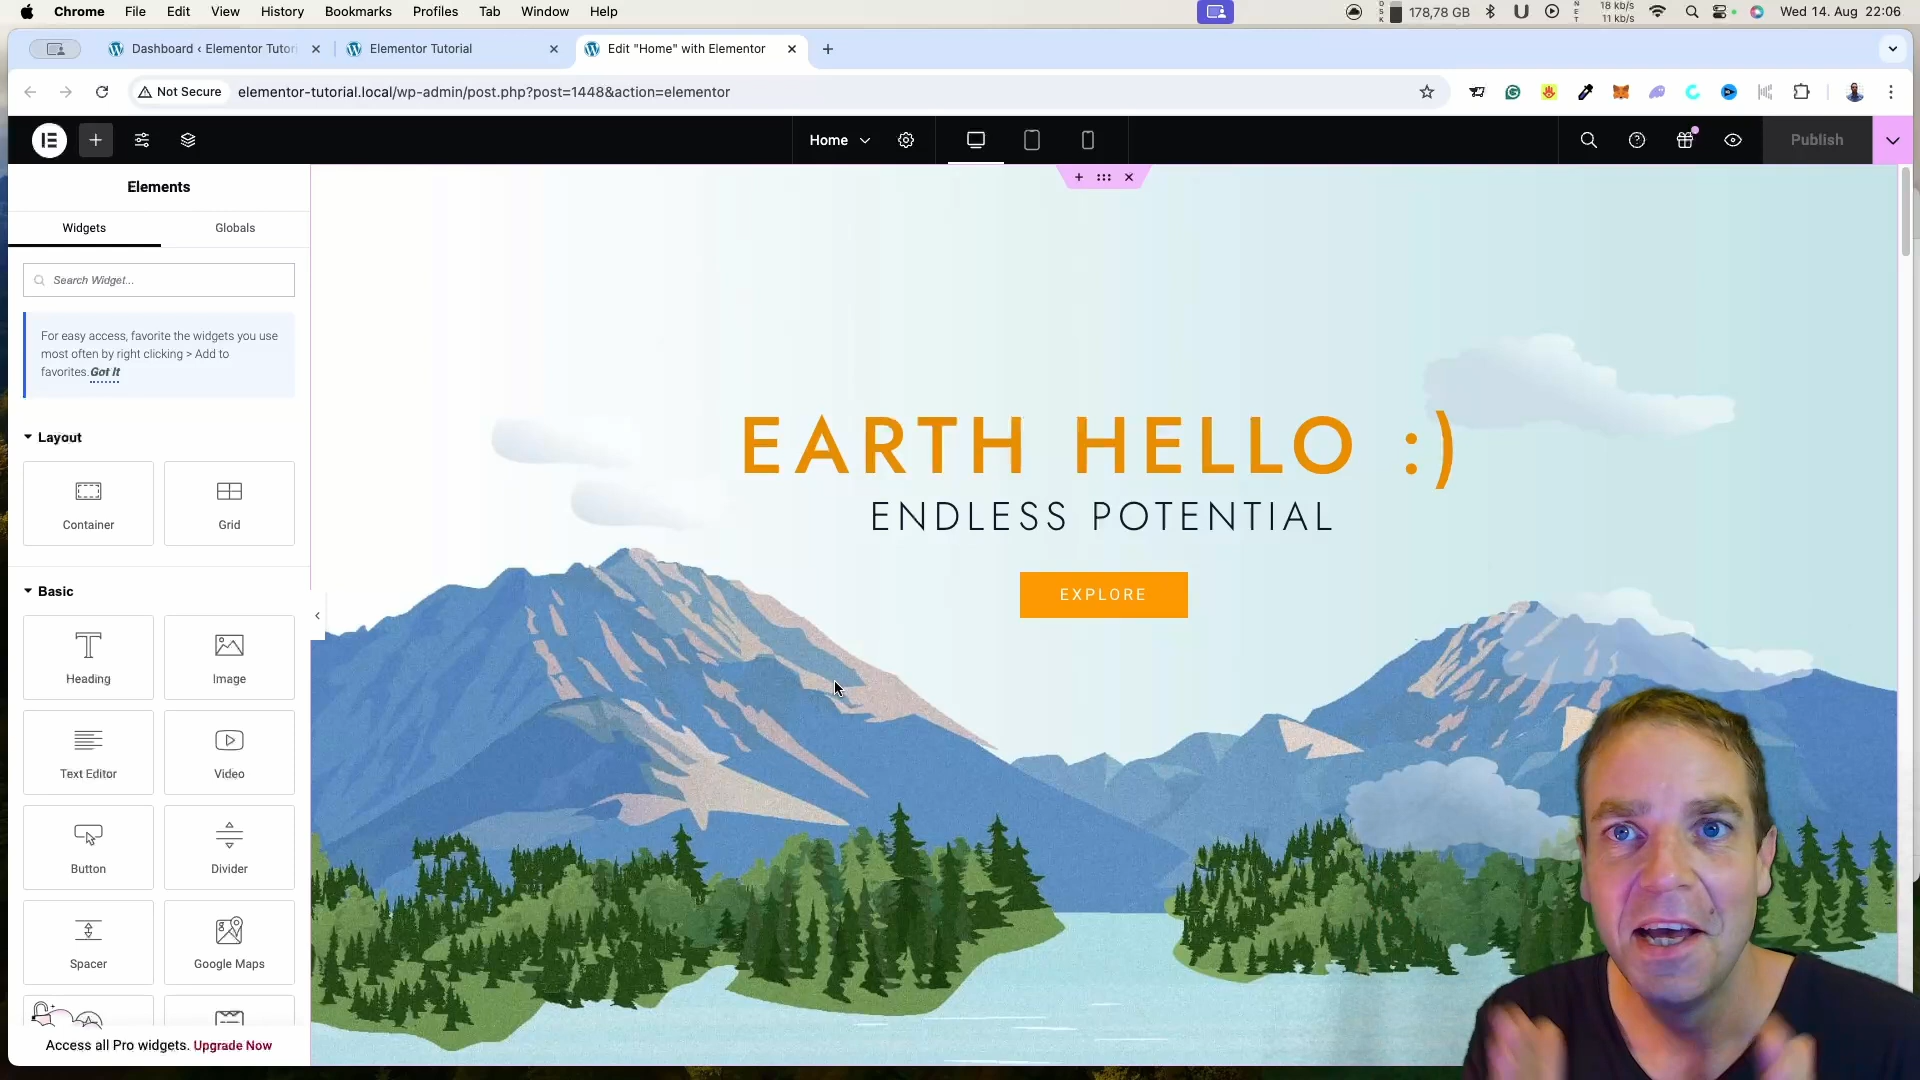 Chrome File Edit View History Bookmarks Profiles Tab Window Help
178,78 GB
18 kb/s
11 kb/s
Wed 14. Aug 22:06
Dashboard ‹ Elementor Tutor
Elementor Tutorial
Edit "Home" with Elementor
Not Secure
elementor-tutorial.local/wp-admin/post.php?post=1448&action=elementor
Home
Publish
Elements
Widgets
Globals
Search Widget...
For easy access, favorite the widgets you use
most often by right clicking > Add to
favorites. Got It
Layout
Container
Grid
Basic
Heading
Image
Text Editor
Video
Button
Divider
Spacer
Google Maps
Access all Pro widgets. Upgrade Now
EARTH HELLO :)
ENDLESS POTENTIAL
EXPLORE